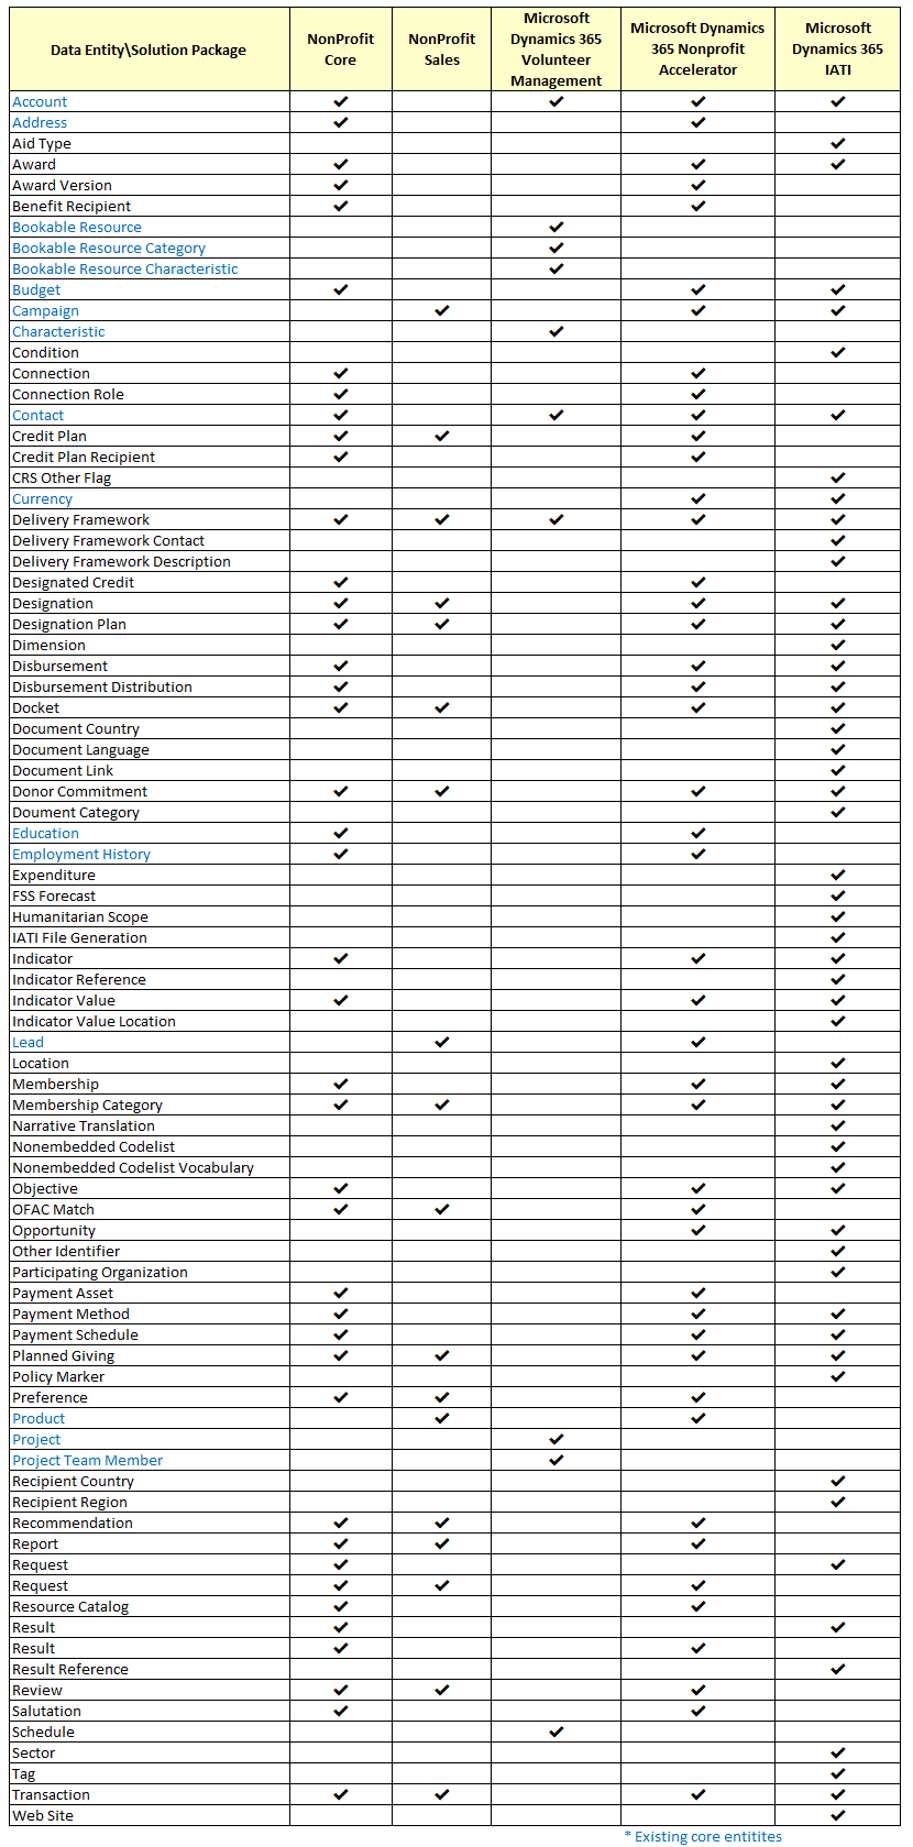 Data Entity\Solution Package
NonProfit
Core
NonProfit
Sales
Microsoft
Dynamics 365
Volunteer
Management
Microsoft Dynamics
365 Nonprofit
Accelerator
Microsoft
Dynamics 365
IATI
Account ✔ ✔ ✔ ✔
Address ✔ ✔
Aid Type ✔
Award ✔ ✔ ✔
Award Version ✔ ✔
Benefit Recipient ✔ ✔
Bookable Resource ✔
Bookable Resource Category ✔
Bookable Resource Characteristic ✔
Budget ✔ ✔ ✔
Campaign ✔ ✔ ✔
Characteristic ✔
Condition ✔
Connection ✔ ✔
Connection Role ✔ ✔
Contact ✔ ✔ ✔ ✔
Credit Plan ✔ ✔ ✔
Credit Plan Recipient ✔ ✔
CRS Other Flag ✔
Currency ✔ ✔
Delivery Framework ✔ ✔ ✔ ✔ ✔
Delivery Framework Contact ✔
Delivery Framework Description ✔
Designated Credit ✔ ✔
Designation ✔ ✔ ✔ ✔
Designation Plan ✔ ✔ ✔ ✔
Dimension ✔
Disbursement ✔ ✔ ✔
Disbursement Distribution ✔ ✔ ✔
Docket ✔ ✔ ✔ ✔
Document Country ✔
Document Language ✔
Document Link ✔
Donor Commitment ✔ ✔ ✔ ✔
Doument Category ✔
Education ✔ ✔
Employment History ✔ ✔
Expenditure ✔
FSS Forecast ✔
Humanitarian Scope ✔
IATI File Generation ✔
Indicator ✔ ✔ ✔
Indicator Reference ✔
Indicator Value ✔ ✔ ✔
Indicator Value Location ✔
Lead ✔ ✔
Location ✔
Membership ✔ ✔ ✔
Membership Category ✔ ✔ ✔ ✔
Narrative Translation ✔
Nonembedded Codelist ✔
Nonembedded Codelist Vocabulary ✔
Objective ✔ ✔ ✔
OFAC Match ✔ ✔ ✔
Opportunity ✔ ✔
Other Identifier ✔
Participating Organization ✔
Payment Asset ✔ ✔
Payment Method ✔ ✔ ✔
Payment Schedule ✔ ✔ ✔
Planned Giving ✔ ✔ ✔ ✔
Policy Marker ✔
Preference ✔ ✔ ✔
Product ✔ ✔
Project ✔
Project Team Member ✔
Recipient Country ✔
Recipient Region ✔
Recommendation ✔ ✔ ✔
Report ✔ ✔ ✔
Request ✔ ✔
Request ✔ ✔ ✔
Resource Catalog ✔ ✔
Result ✔ ✔
Result ✔ ✔
Result Reference ✔
Review ✔ ✔ ✔
Salutation ✔ ✔
Schedule ✔
Sector ✔
Tag ✔
Transaction ✔ ✔ ✔ ✔
Web Site ✔
* Existing core entitites